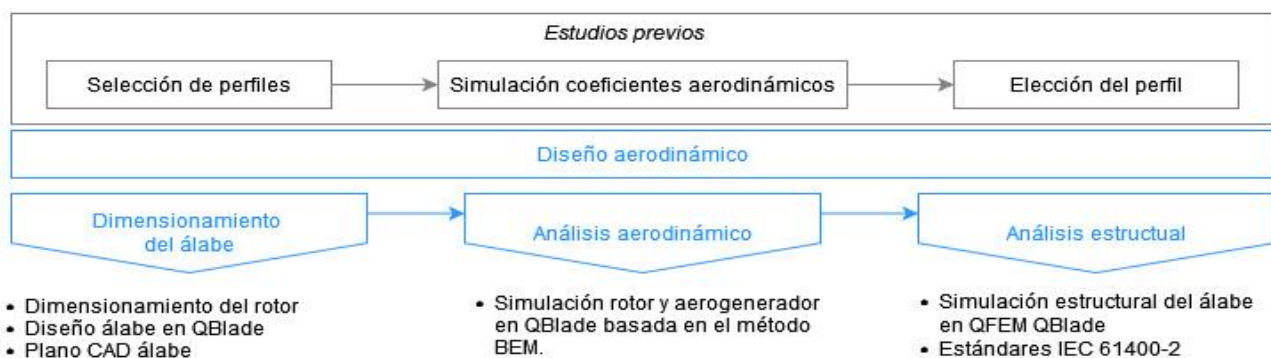 Estudios previos
Selección de perfiles
Simulación coeficientes aerodinámicos
Elección del perfil
Diseño aerodinámico
Dimensionamiento
del álabe
Análisis aerodinámico
Análisis estructual
• Dimensionamiento del rotor
• Diseño álabe en QBlade
• Plano CAD álabe
• Simulación rotor y aerogenerador
en QBlade basada en el método
BEM.
• Simulación estructural del álabe
en QFEM QBlade
• Estándares IEC 61400-2